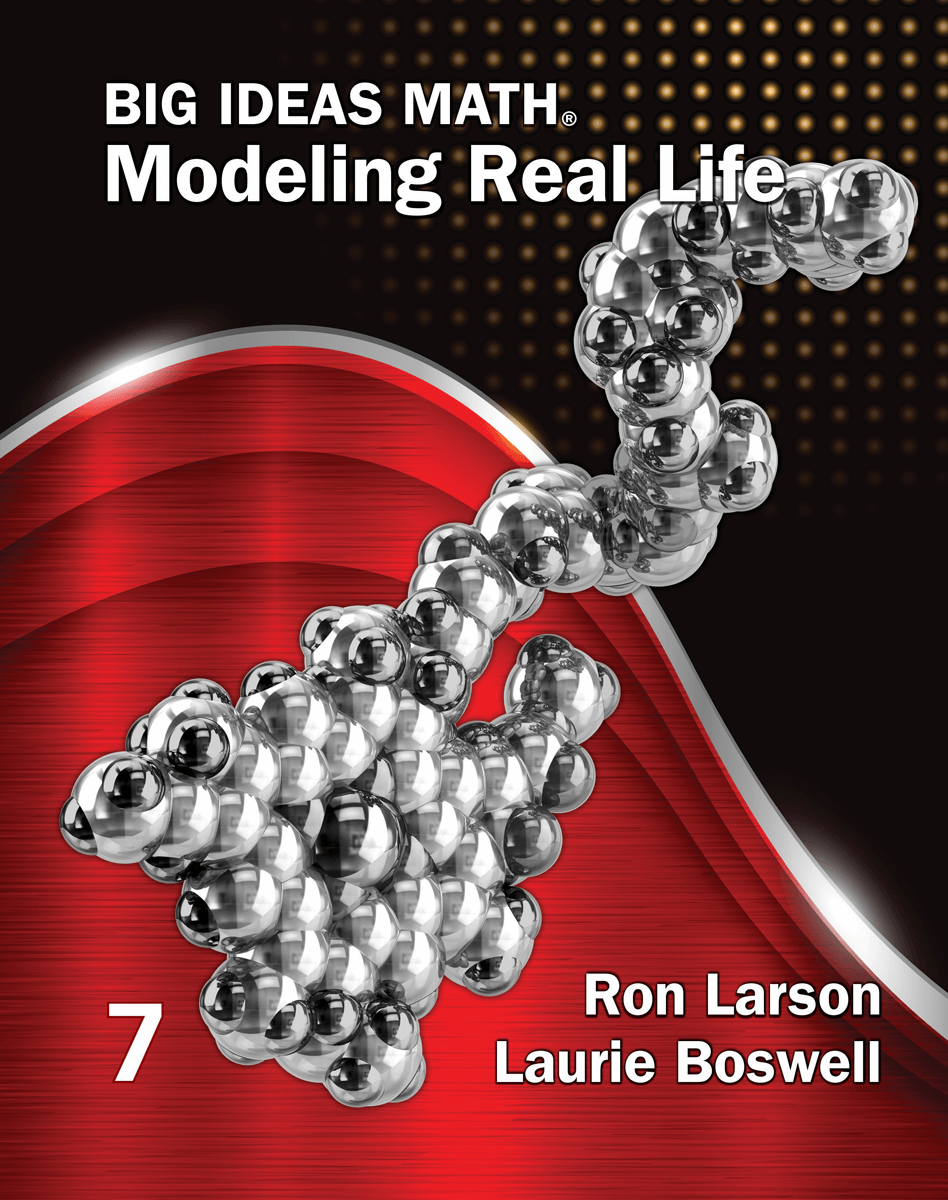 BIG IDEAS MATH®
Modeling Real Life
7
Ron Larson
Laurie Boswell